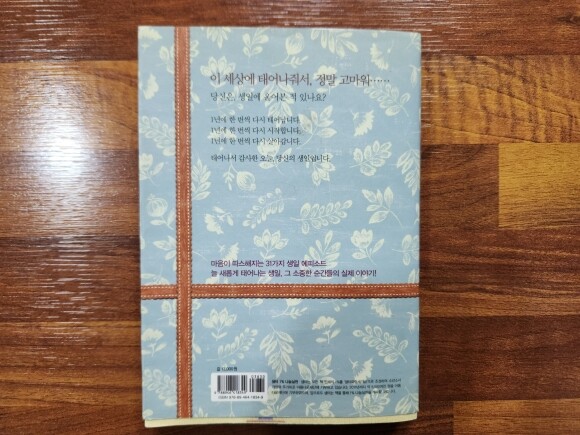 이 세상에 태어나줘서, 정말 고마워……
당신은, 생일에 울어본 적 있나요?
1년에 한 번씩 다시 태어납니다.
1년에 한 번씩 다시 시작합니다.
1년에 한 번씩 다시 살아갑니다.
태어나서 감사한 오늘, 당신의 생일입니다.
마음이 따스해지는 31가지 생일 에피소드
늘 새롭게 태어나는 생일, 그 소중한 순간들의 실제 이야기!